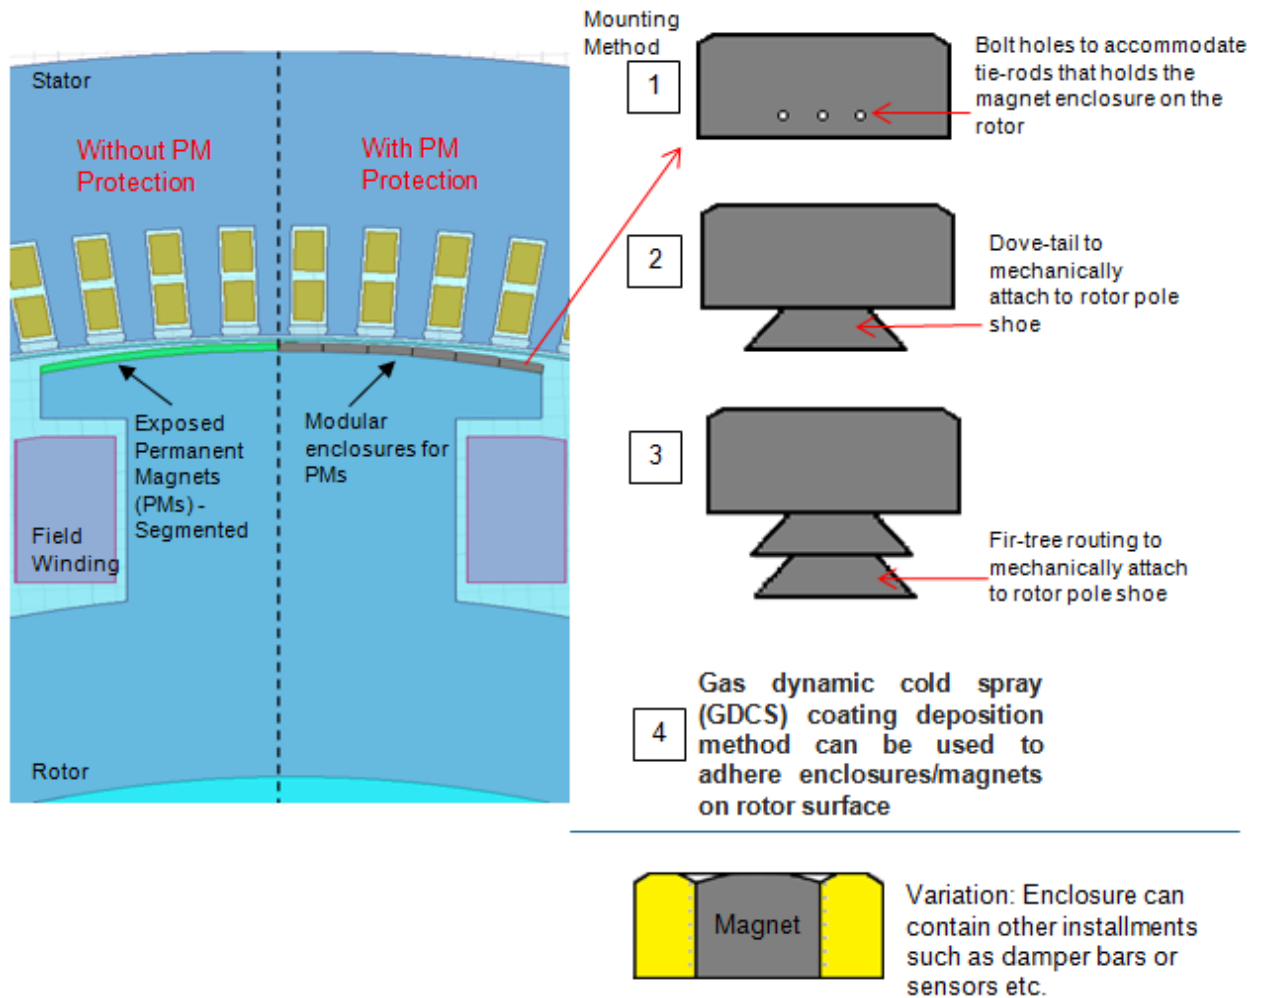 Stator
Without PM
Protection
With PM
Protection
Exposed
Permanent
Magnets
(PMs) -
Segmented
Modular
enclosures for
PMs
Field
Winding
Rotor
Mounting
Method
1
Bolt holes to accommodate
tie-rods that holds the
magnet enclosure on the
rotor
2
Dove-tail to
mechanically
attach to rotor pole
shoe
3
Fir-tree routing to
mechanically attach
to rotor pole shoe
4
Gas dynamic cold spray
(GDCS) coating deposition
method can be used to
adhere enclosures/magnets
on rotor surface
Magnet
Variation: Enclosure can
contain other installments
such as damper bars or
sensors etc.